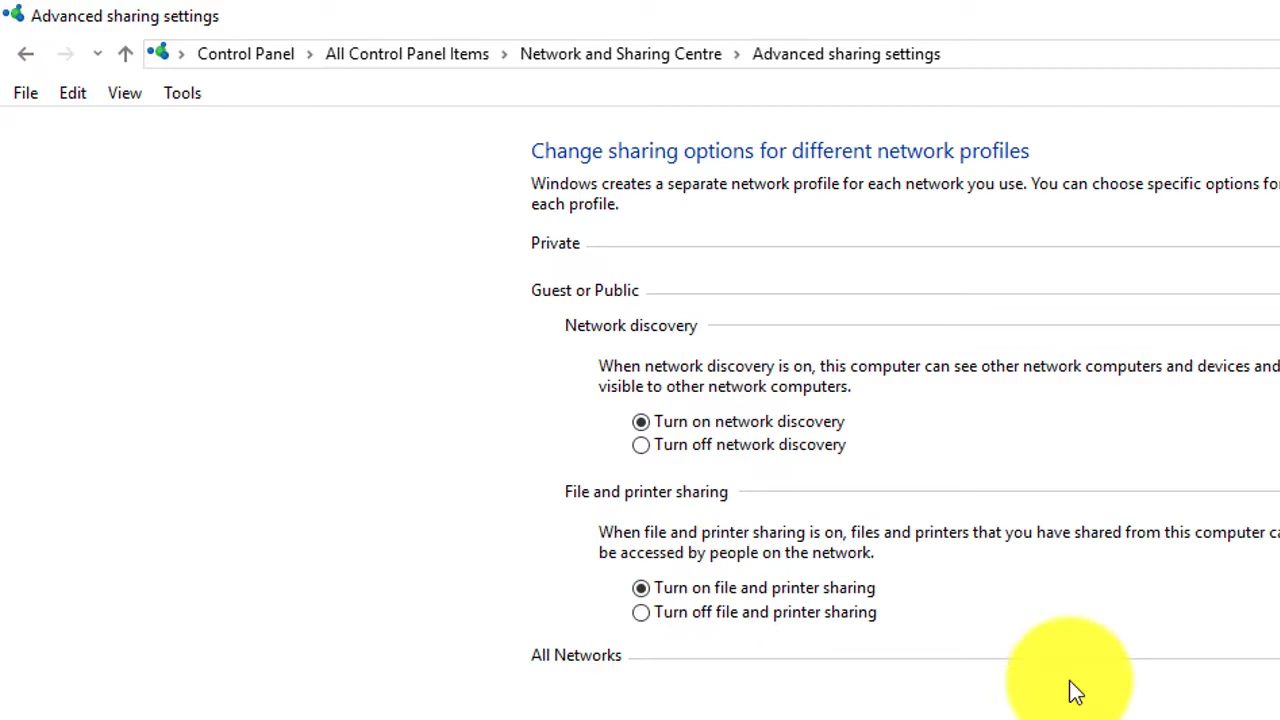 Advanced sharing settings
Control Panel > All Control Panel Items > Network and Sharing Centre > Advanced sharing settings
File Edit View Tools
Change sharing options for different network profiles
Windows creates a separate network profile for each network you use. You can choose specific options for
each profile.
Private
Guest or Public
Network discovery
When network discovery is on, this computer can see other network computers and devices and
visible to other network computers.
Turn on network discovery
Turn off network discovery
File and printer sharing
When file and printer sharing is on, files and printers that you have shared from this computer
be accessed by people on the network.
Turn on file and printer sharing
Turn off file and printer sharing
All Networks